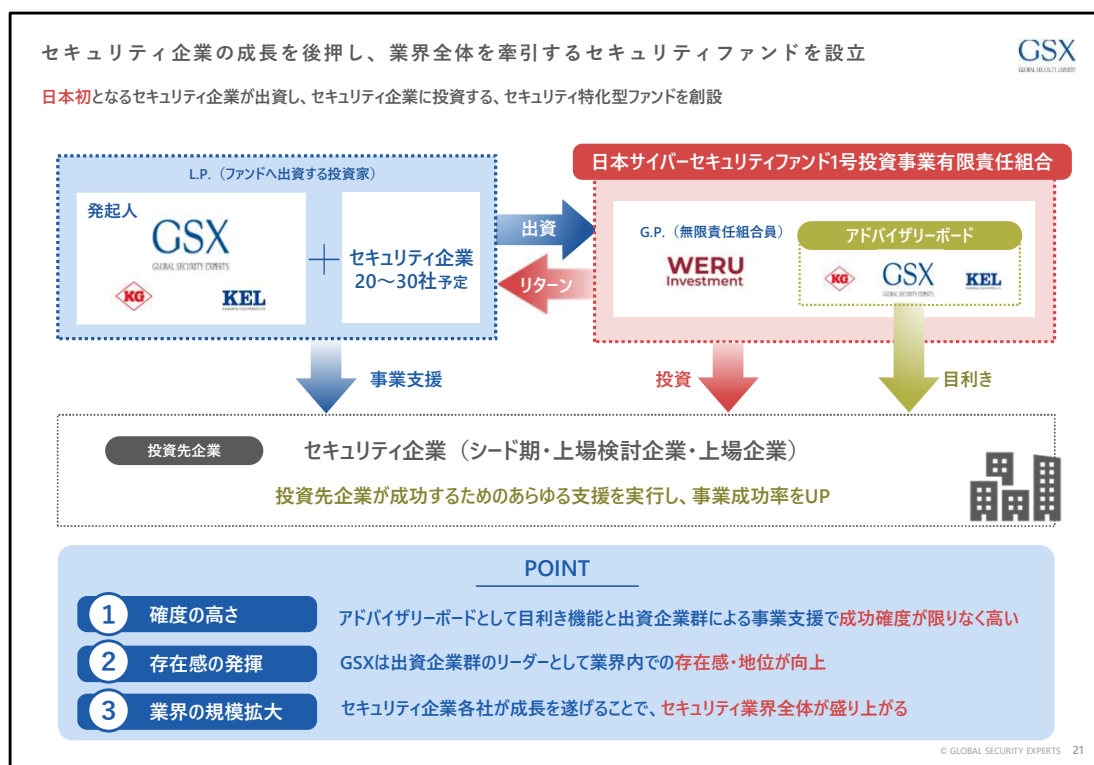 セキュリティ企業の成長を後押し、業界全体を牽引するセキュリティファンドを設立
GSX
GLOBAL SECURITY EXPERTS
日本初となるセキュリティ企業が出資し、セキュリティ企業に投資する、セキュリティ特化型ファンドを創設
L.P.（ファンドへ出資する投資家）
発起人
GSX
GLOBAL SECURITY EXPERTS
KG
KEL
＋
セキュリティ企業
20～30社予定
出資
リターン
日本サイバーセキュリティファンド1号投資事業有限責任組合
G.P.（無限責任組合員）
WERU
Investment
アドバイザリーボード
KG
GSX
GLOBAL SECURITY EXPERTS
KEL
事業支援
投資
目利き
投資先企業
セキュリティ企業（シード期・上場検討企業・上場企業）
投資先企業が成功するためのあらゆる支援を実行し、事業成功率をUP
POINT
1 確度の高さ
アドバイザリーボードとして目利き機能と出資企業群による事業支援で成功確度が限りなく高い
2 存在感の発揮
GSXは出資企業群のリーダーとして業界内での存在感・地位が向上
3 業界の規模拡大
セキュリティ企業各社が成長を遂げることで、セキュリティ業界全体が盛り上がる
© GLOBAL SECURITY EXPERTS 21